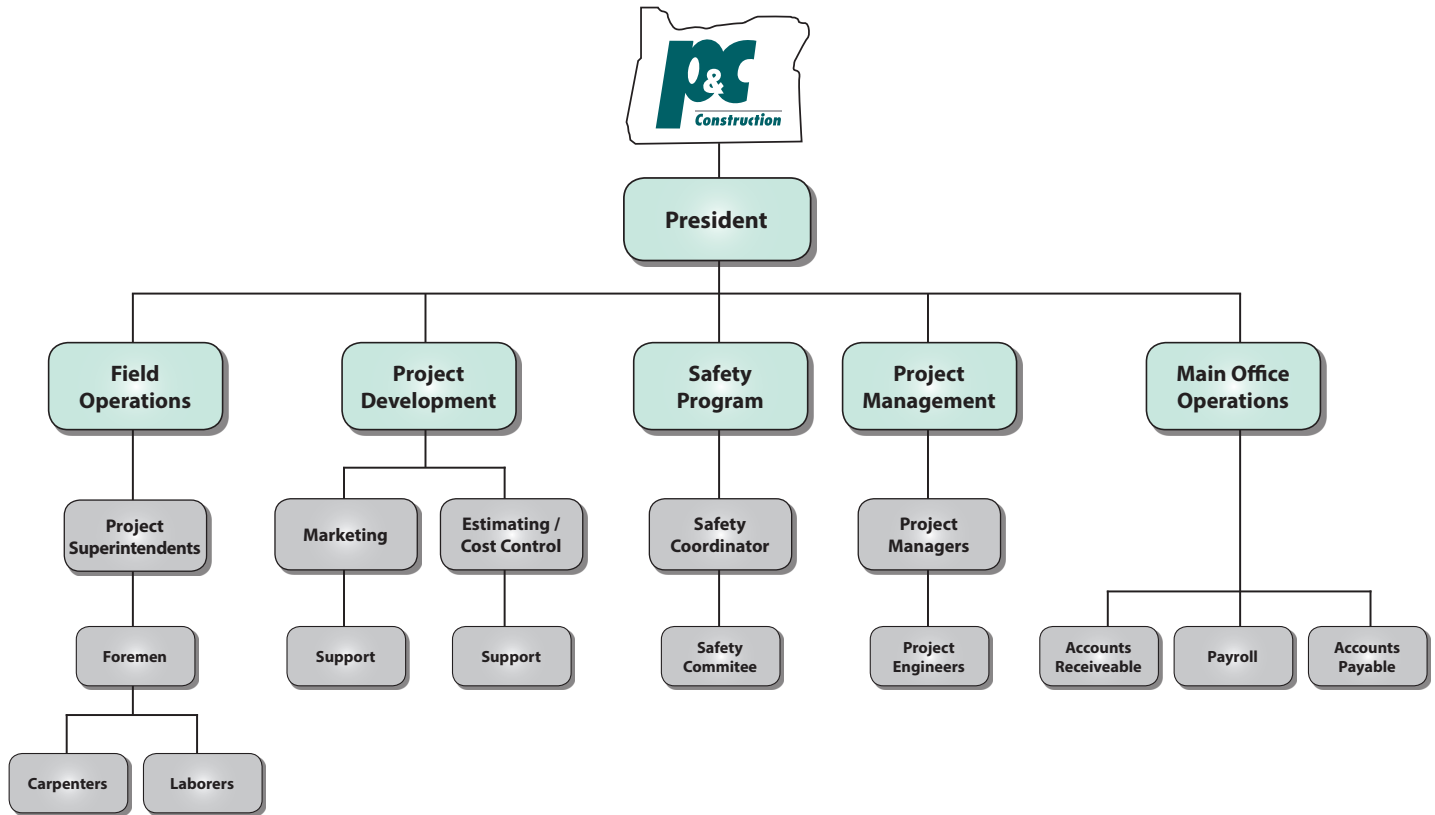 p&c
Construction
President
Field
Operations
Project
Development
Safety
Program
Project
Management
Main Office
Operations
Project
Superintendents
Marketing
Estimating /
Cost Control
Safety
Coordinator
Project
Managers
Foremen
Support
Support
Safety
Commitee
Project
Engineers
Accounts
Receiveable
Payroll
Accounts
Payable
Carpenters
Laborers